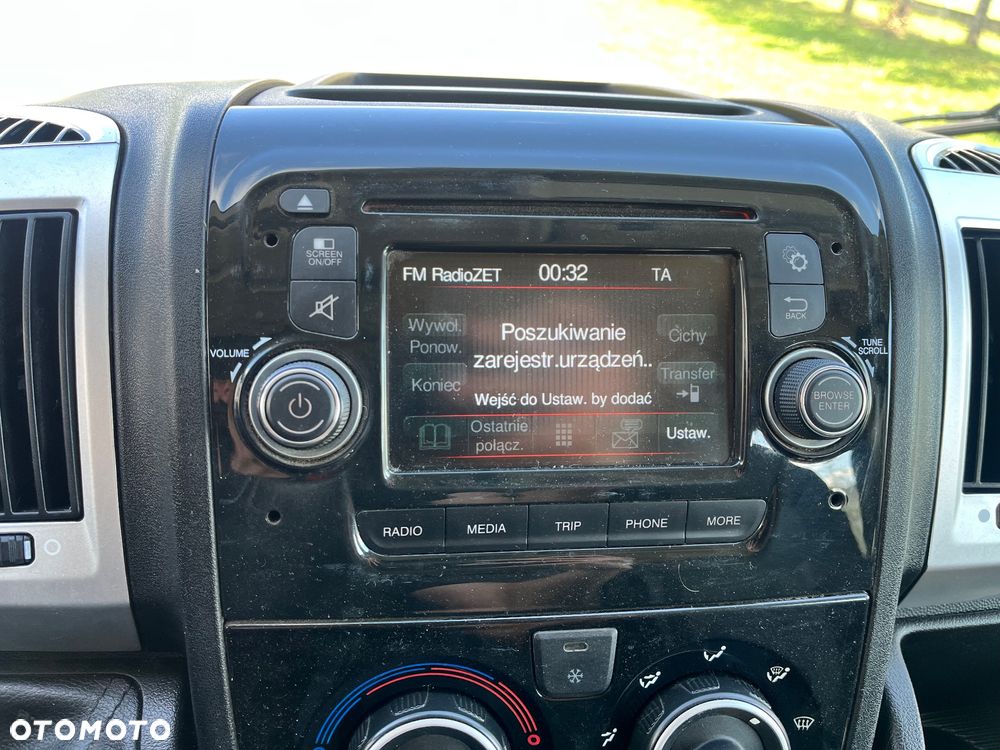 SCREEN
ON/OFF
BACK
VOLUME
TUNE
SCROLL
BROWSE
ENTER
FM RadioZET 00:32 TA
Wywoł.
Ponow.
Poszukiwanie
zarejestr.urządzeń..
Cichy
Koniec
Transfer
Wejść do Ustaw. by dodać
Ostatnie
połącz.
Ustaw.
RADIO MEDIA TRIP PHONE MORE
OTOMOTO